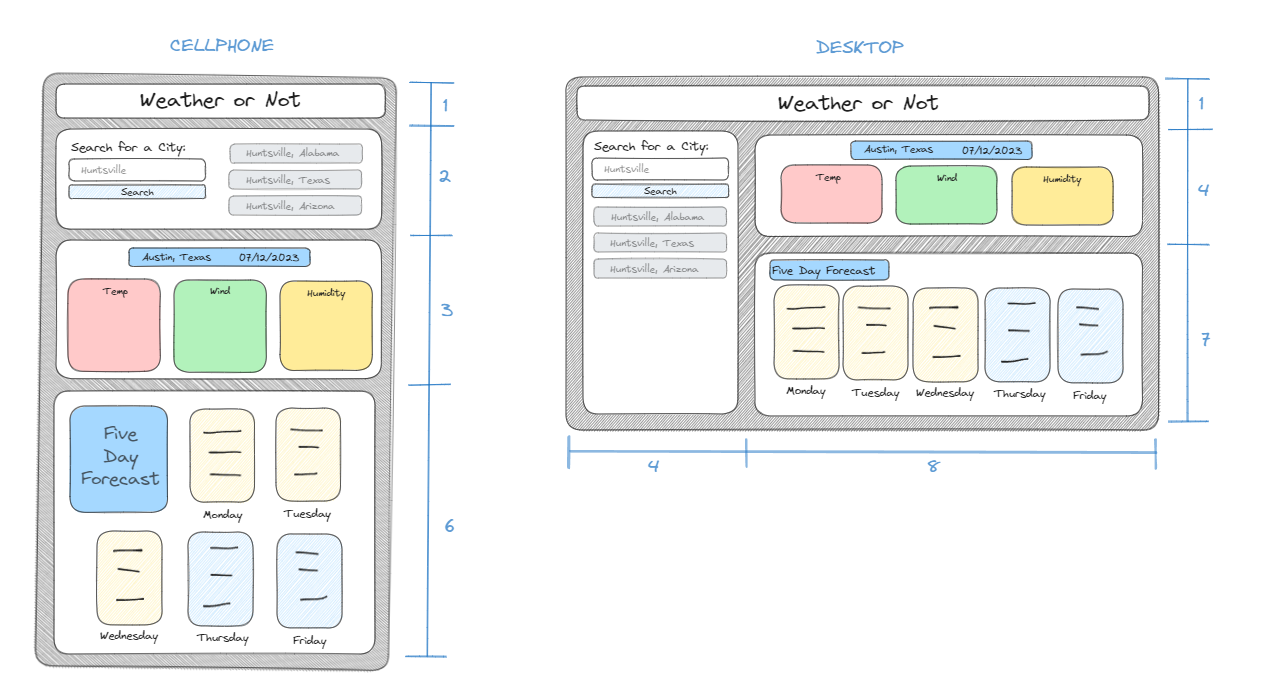 CELLPHONE
Weather or Not
1
Search for a City:
Huntsville
Search
Huntsville, Alabama
Huntsville, Texas
Huntsville, Arizona
2
Austin, Texas 07/12/2023
Temp
Wind
Humidity
3
Five
Day
Forecast
Monday
Tuesday
Wednesday
Thursday
Friday
6
DESKTOP
Weather or Not
1
Search for a City:
Huntsville
Search
Huntsville, Alabama
Huntsville, Texas
Huntsville, Arizona
Austin, Texas 07/12/2023
Temp
Wind
Humidity
4
Five Day Forecast
Monday
Tuesday
Wednesday
Thursday
Friday
7
4
8